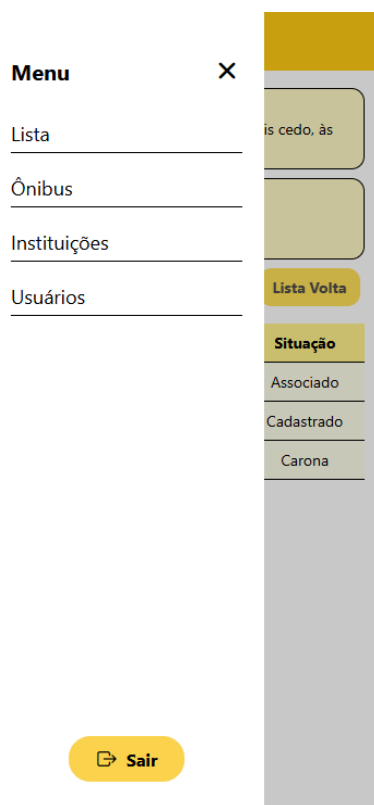 Menu
Lista
Ônibus
Instituições
Usuários
Sair
is cedo, às
Lista Volta
Situação
Associado
Cadastrado
Carona